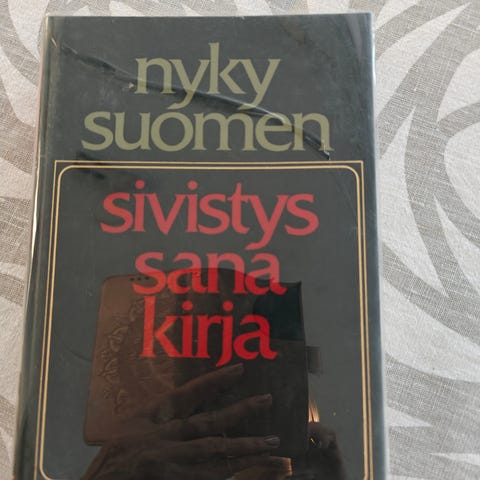 nyky
suomen
sivistys
sana
kirja